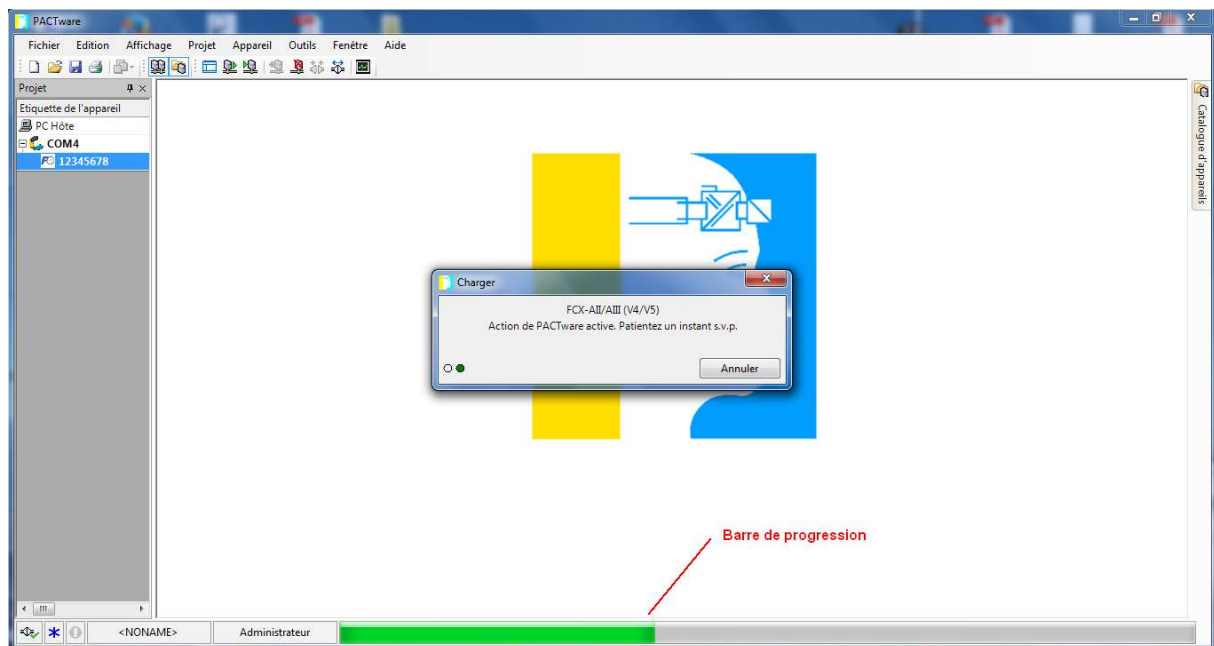 PACTware
Fichier Edition Affichage Projet Appareil Outils Fenêtre Aide
Projet
Etiquette de l'appareil
PC Hôte
COM4
12345678
Catalogue d'appareils
Charger
FCX-AII/AIII (V4/V5)
Action de PACTware active. Patientez un instant s.v.p.
Annuler
Barre de progression
<NONAME> Administrateur